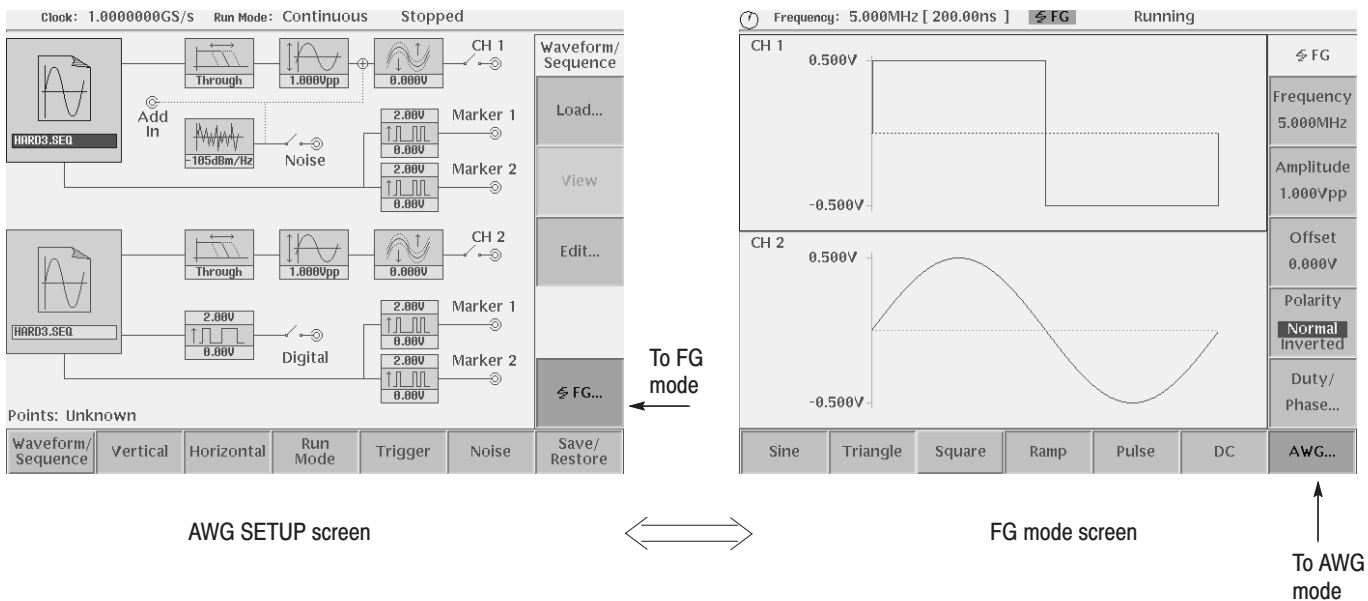 Clock: 1.0000000GS/s Run Mode: Continuous Stopped
CH 1
Through
1.000Vpp
0.000V
Add
In
HARD3.SEQ
-105dBm/Hz
Noise
2.00V
0.00V
Marker 1
2.00V
0.00V
Marker 2
CH 2
Through
1.000Vpp
0.000V
HARD3.SEQ
2.00V
0.00V
Digital
2.00V
0.00V
Marker 1
2.00V
0.00V
Marker 2
Points: Unknown
Waveform/
Sequence
Load...
View
Edit...
FG...
Waveform/
Sequence
Vertical
Horizontal
Run
Mode
Trigger
Noise
Save/
Restore
To FG
mode
Frequency: 5.000MHz [ 200.00ns ] FG Running
CH 1
0.500V
-0.500V
CH 2
0.500V
-0.500V
FG
Frequency
5.000MHz
Amplitude
1.000Vpp
Offset
0.000V
Polarity
Normal
Inverted
Duty/
Phase...
Sine
Triangle
Square
Ramp
Pulse
DC
AWG...
AWG SETUP screen
FG mode screen
To AWG
mode